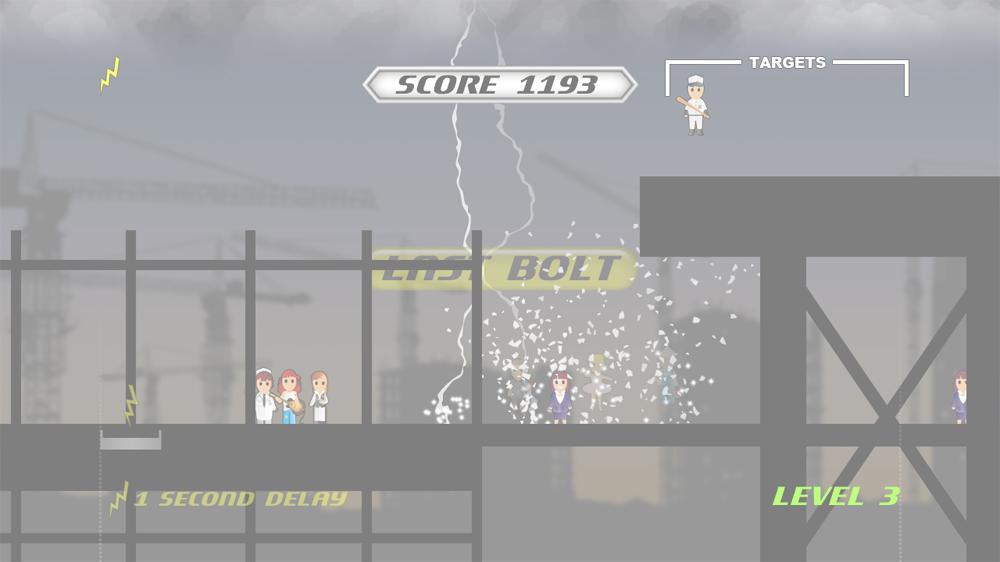 TARGETS
SCORE 1193
LAST BOLT
1 SECOND DELAY
LEVEL 3